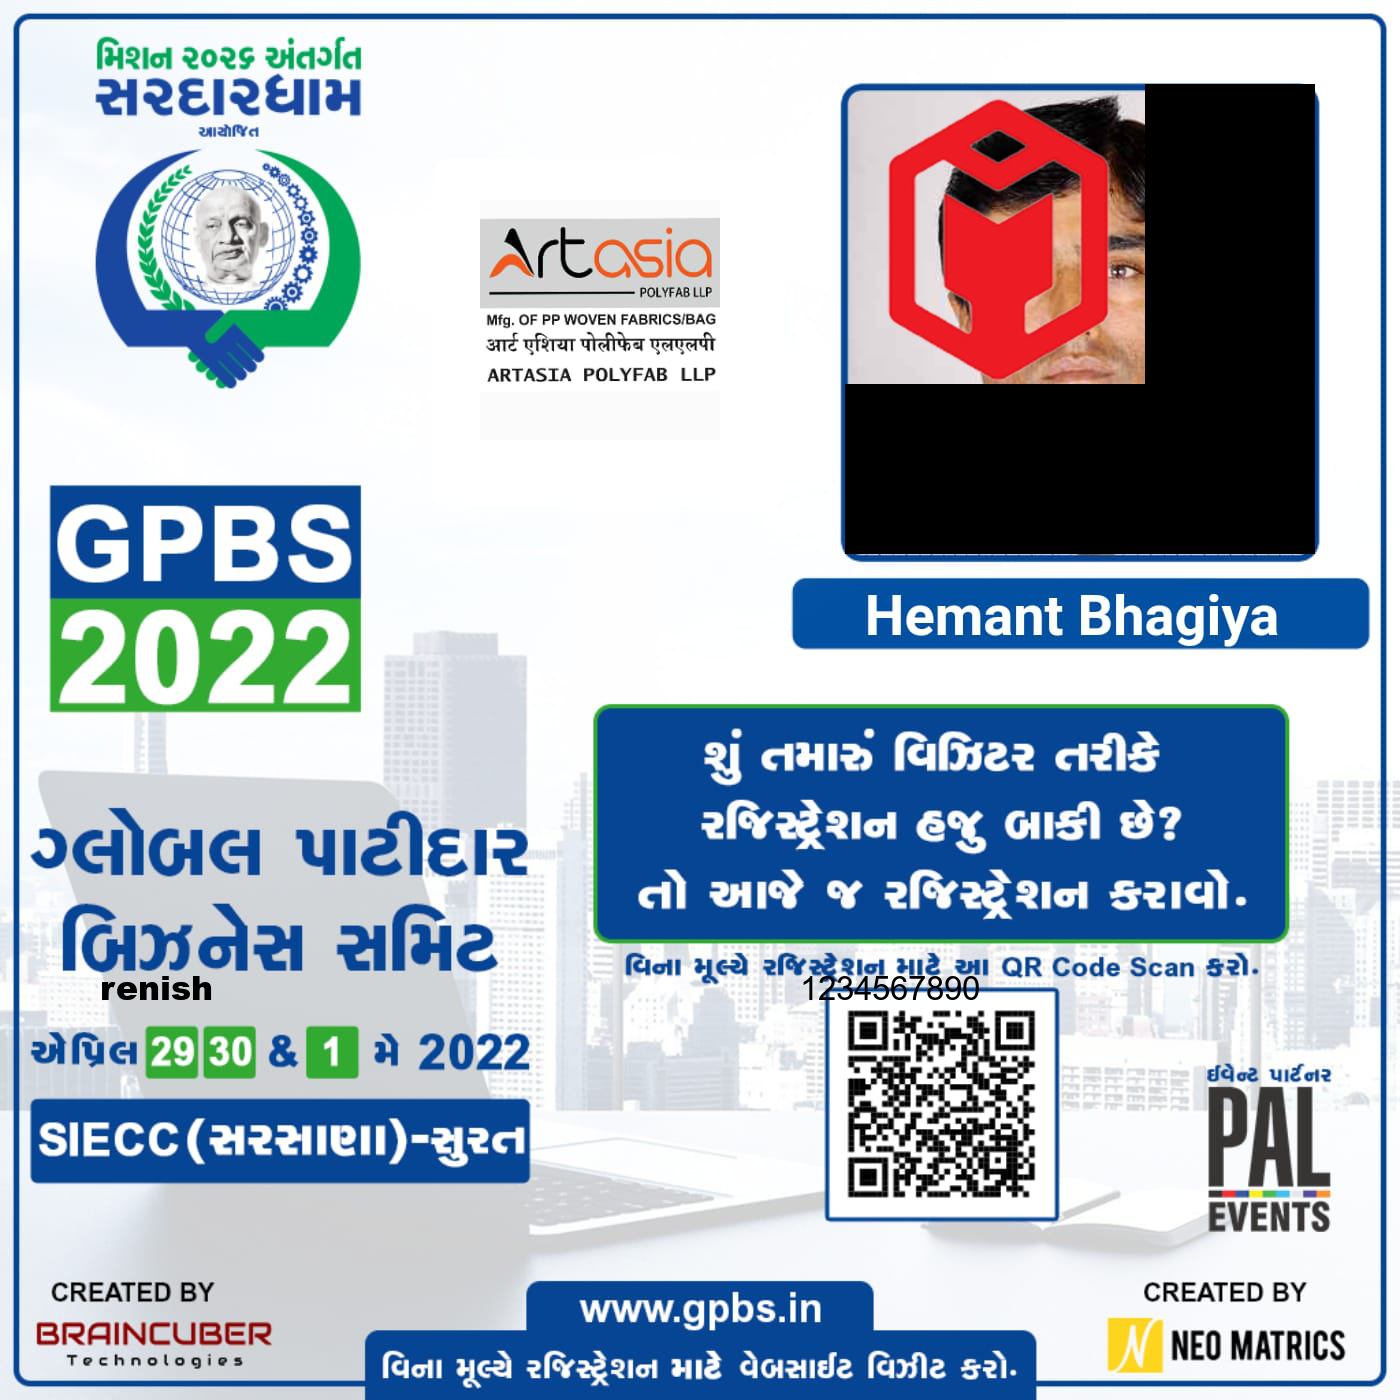 મિશન ૨૦૨૬ અંતર્ગત
સરદારધામ
આયોજિત
Artasia
POLYFAB LLP
Mfg. OF PP WOVEN FABRICS/BAG
आर्ट एशिया पोलीफेब एलएलपी
ARTASIA POLYFAB LLP
GPBS
2022
Hemant Bhagiya
શું તમારું વિઝિટર તરીકે
રજિસ્ટ્રેશન હજુ બાકી છે?
તો આજે જ રજિસ્ટ્રેશન કરાવો.
વિના મૂલ્યે રજિસ્ટ્રેશન માટે આ QR Code Scan કરો.
1234567890
ગ્લોબલ પાટીદાર
બિઝનેસ સમિટ
renish
એપ્રિલ 29 30 & 1 મે 2022
SIECC (સરસાણા)-સુરત
ઈવેન્ટ પાર્ટનર
PAL
EVENTS
CREATED BY
BRAINCUBER
Technologies
www.gpbs.in
વિના મૂલ્યે રજિસ્ટ્રેશન માટે વેબસાઈટ વિઝીટ કરો.
CREATED BY
N NEO MATRICS